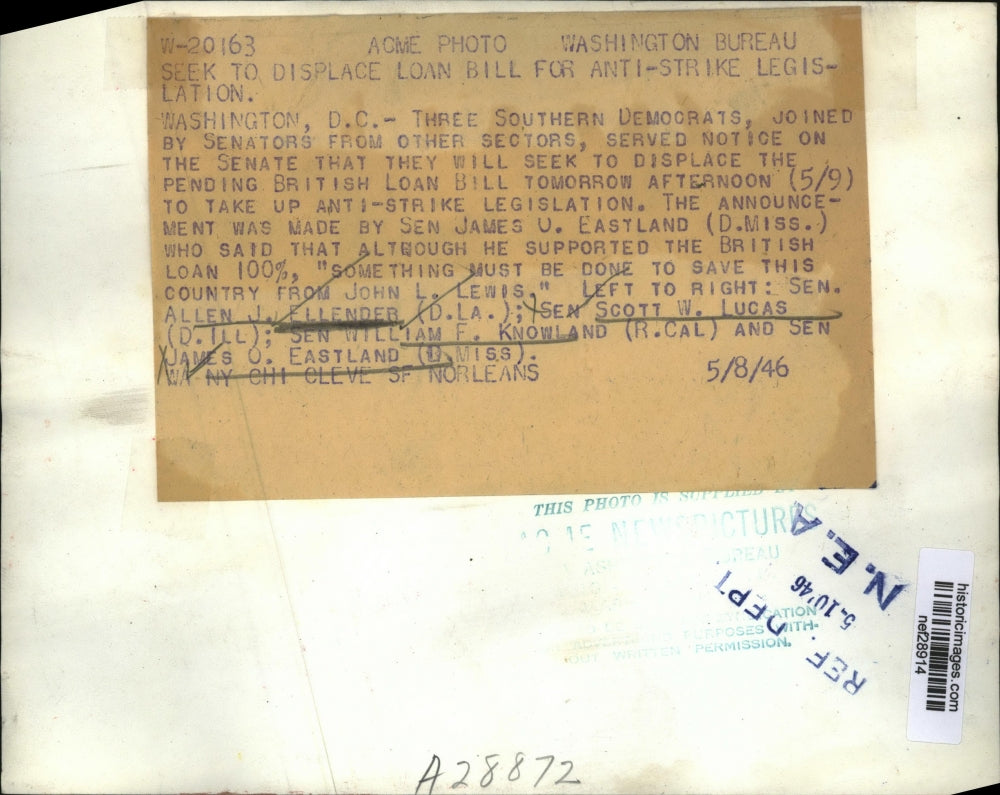 W-20163 ACME PHOTO WASHINGTON BUREAU
SEEK TO DISPLACE LOAN BILL FOR ANTI-STRIKE LEGIS-
LATION.
WASHINGTON, D.C.- THREE SOUTHERN DEMOCRATS, JOINED
BY SENATORS FROM OTHER SECTORS, SERVED NOTICE ON
THE SENATE THAT THEY WILL SEEK TO DISPLACE THE
PENDING BRITISH LOAN BILL TOMORROW AFTERNOON (5/9)
TO TAKE UP ANTI-STRIKE LEGISLATION. THE ANNOUNCE-
MENT WAS MADE BY SEN JAMES O. EASTLAND (D.MISS.)
WHO SAID THAT ALTHOUGH HE SUPPORTED THE BRITISH
LOAN 100%, "SOMETHING MUST BE DONE TO SAVE THIS
COUNTRY FROM JOHN L. LEWIS." LEFT TO RIGHT: SEN.
ALLEN J. ELLENDER (D.LA.); SEN SCOTT W. LUCAS
(D.ILL); SEN WILLIAM F. KNOWLAND (R.CAL) AND SEN
JAMES O. EASTLAND (D.MISS).
WA NY CHI CLEVE SF NORLEANS 5/8/46
THIS PHOTO IS SUPPLIED
NEWSPICTURES
PURPOSES WITH-
OUT WRITTEN PERMISSION.
N.E.A
5-10'46
REF. DEPT
historicimages.com
nef28914
A28872